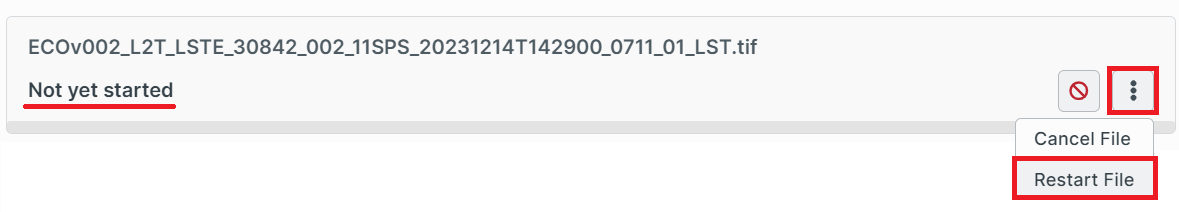 ECOv002_L2T_LSTE_30842_002_11SPS_20231214T142900_0711_01_LST.tif
Not yet started
Cancel File
Restart File